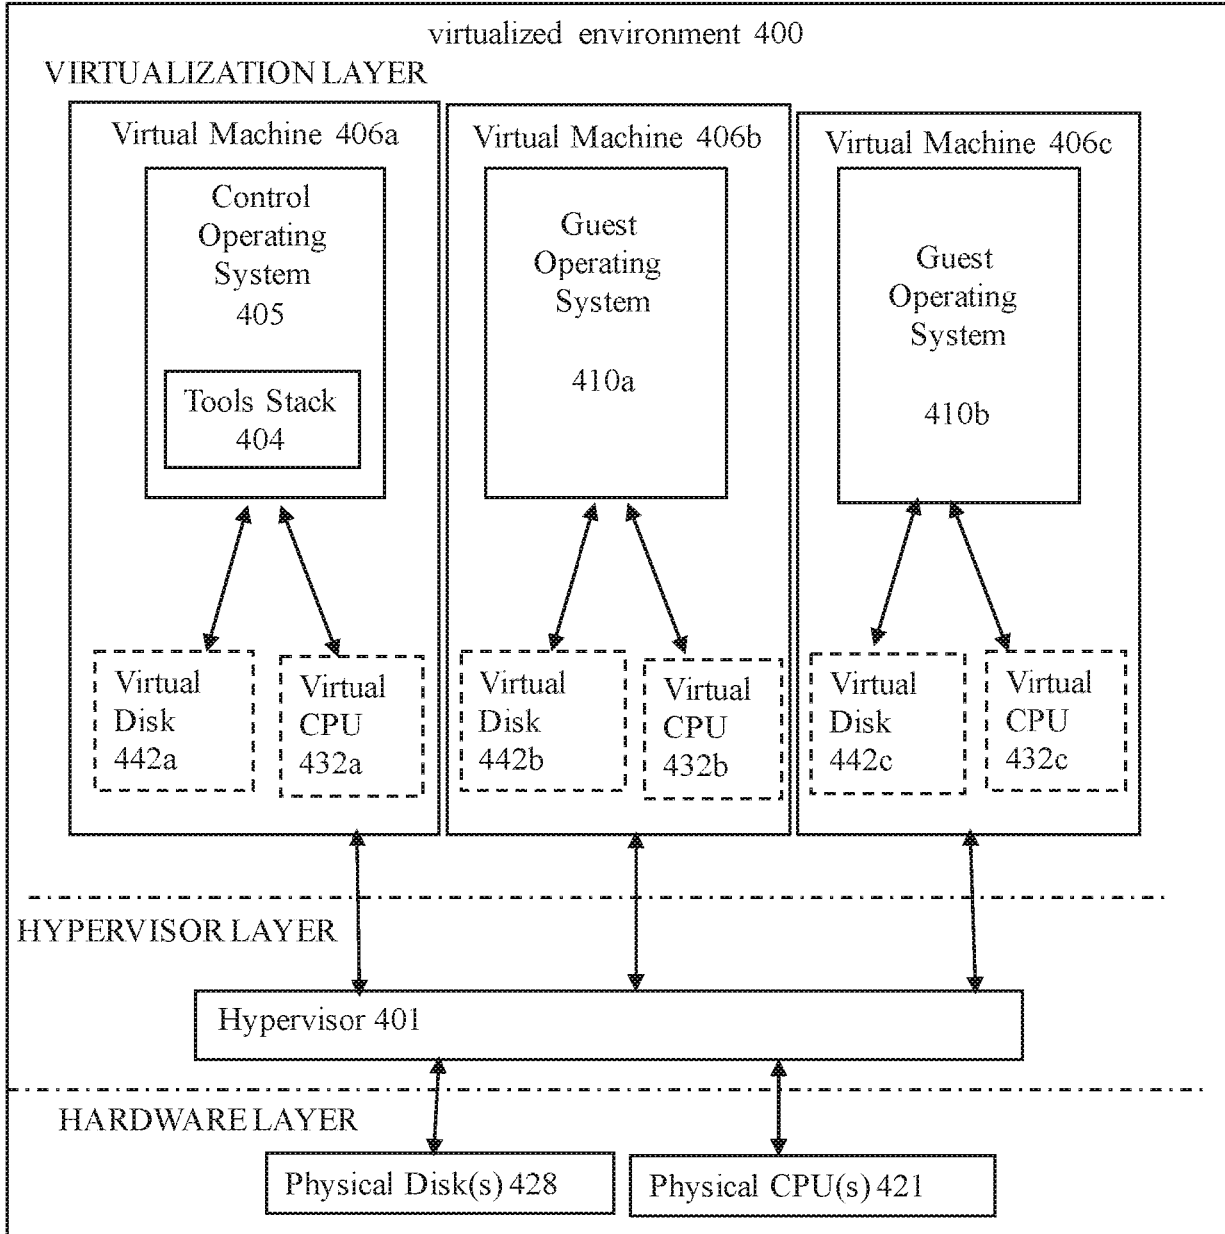 virtualized environment 400
VIRTUALIZATION LAYER
Virtual Machine 406a
Control
Operating
System
405
Tools Stack
404
Virtual
Disk
442a
Virtual
CPU
432a
Virtual Machine 406b
Guest
Operating
System
410a
Virtual
Disk
442b
Virtual
CPU
432b
Virtual Machine 406c
Guest
Operating
System
410b
Virtual
Disk
442c
Virtual
CPU
432c
HYPERVISOR LAYER
Hypervisor 401
HARDWARE LAYER
Physical Disk(s) 428
Physical CPU(s) 421